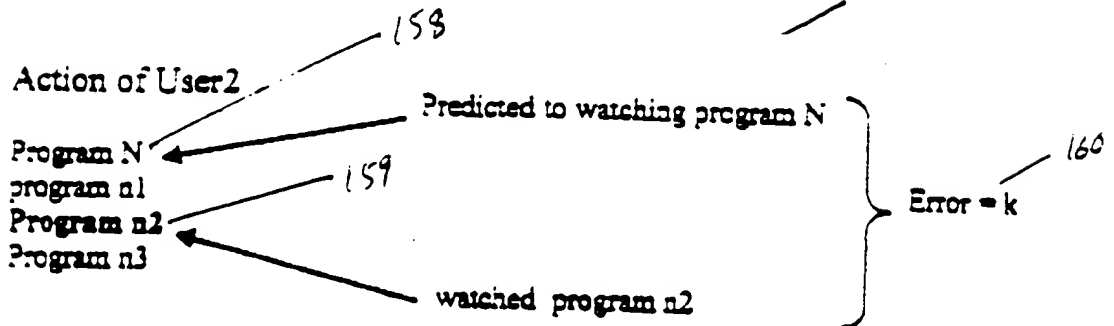 158
Action of User2
Predicted to watching program N
Program N
program n1
159
160
Program n2
Error = k
Program n3
watched program n2